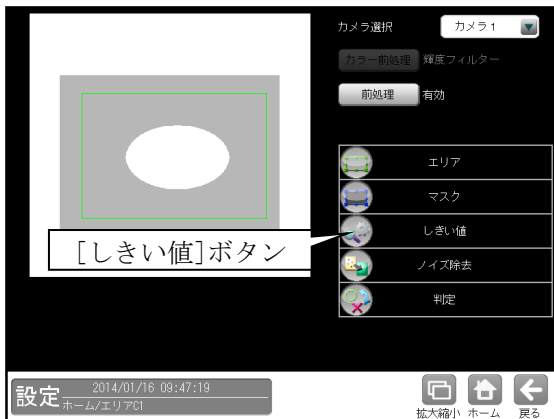 カメラ選択
カメラ1
カラー前処理 輝度フィルター
前処理 有効
エリア
マスク
しきい値
[しきい値]ボタン
ノイズ除去
判定
設定
2014/01/16 09:47:19
ホーム/エリアC1
拡大縮小 ホーム 戻る